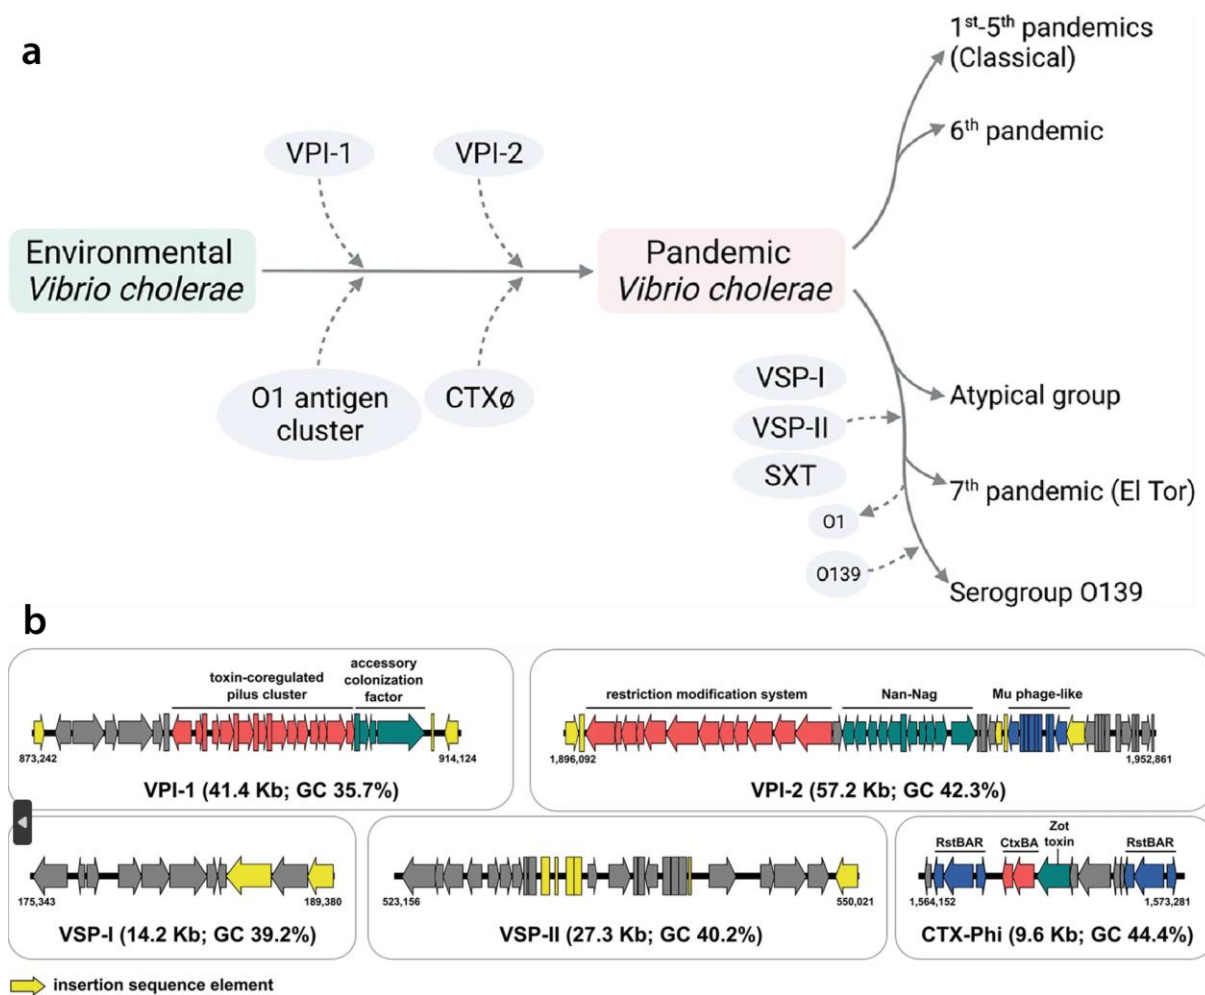 a
1st-5th pandemics
(Classical)
6th pandemic
VPI-1
VPI-2
Environmental
Vibrio cholerae
Pandemic
Vibrio cholerae
O1 antigen
cluster
CTXø
VSP-I
VSP-II
SXT
O1
O139
Atypical group
7th pandemic (El Tor)
Serogroup O139
b
toxin-coregulated
pilus cluster
accessory
colonization
factor
873,242
914,124
VPI-1 (41.4 Kb; GC 35.7%)
restriction modification system
Nan-Nag
Mu phage-like
1,896,092
1,952,861
VPI-2 (57.2 Kb; GC 42.3%)
175,343
189,380
VSP-I (14.2 Kb; GC 39.2%)
523,156
550,021
VSP-II (27.3 Kb; GC 40.2%)
RstBAR
CtxBA
Zot
toxin
RstBAR
1,564,152
1,573,281
CTX-Phi (9.6 Kb; GC 44.4%)
insertion sequence element